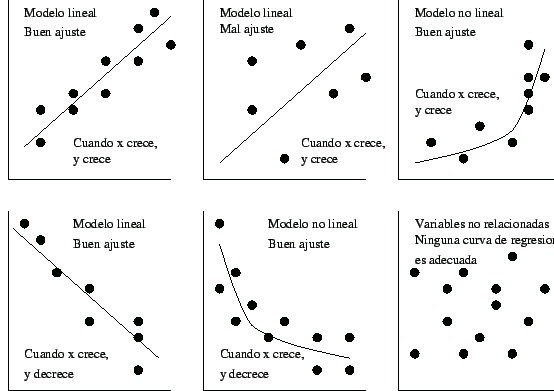 Modelo lineal
Buen ajuste
Cuando x crece,
y crece
Modelo lineal
Mal ajuste
Cuando x crece,
y crece
Modelo no lineal
Buen ajuste
Cuando x crece,
y crece
Modelo lineal
Buen ajuste
Cuando x crece,
y decrece
Modelo no lineal
Buen ajuste
Cuando x crece,
y decrece
Variables no relacionadas
Ninguna curva de regresion
es adecuada